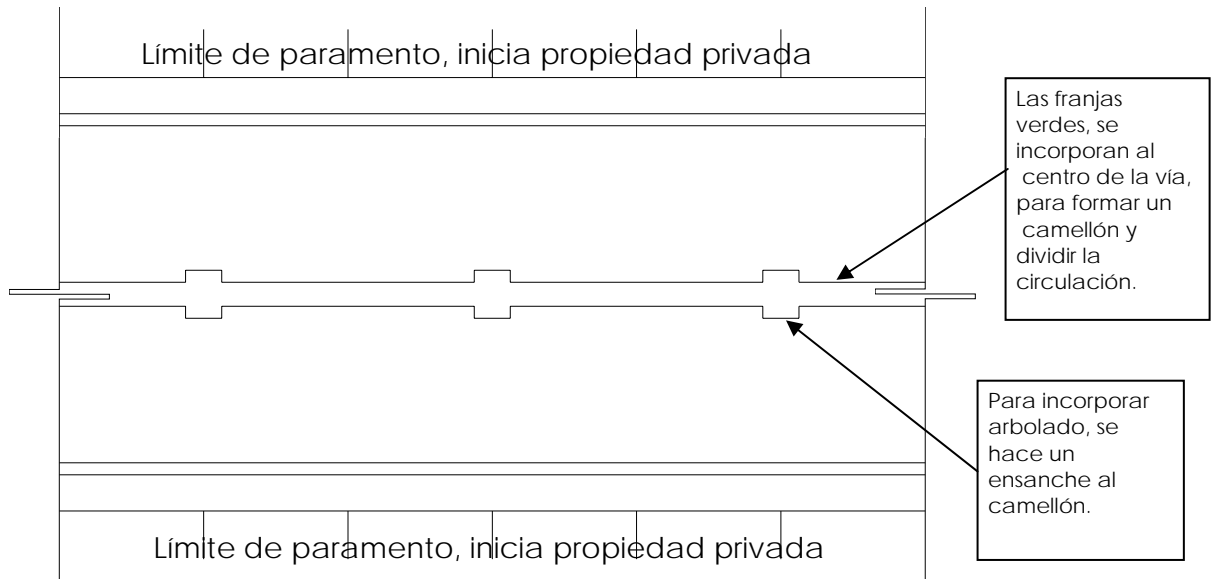 Límite de paramento, inicia propiedad privada
Las franjas
verdes, se
incorporan al
centro de la vía,
para formar un
camellón y
dividir la
circulación.
Para incorporar
arbolado, se
hace un
ensanche al
camellón.
Límite de paramento, inicia propiedad privada